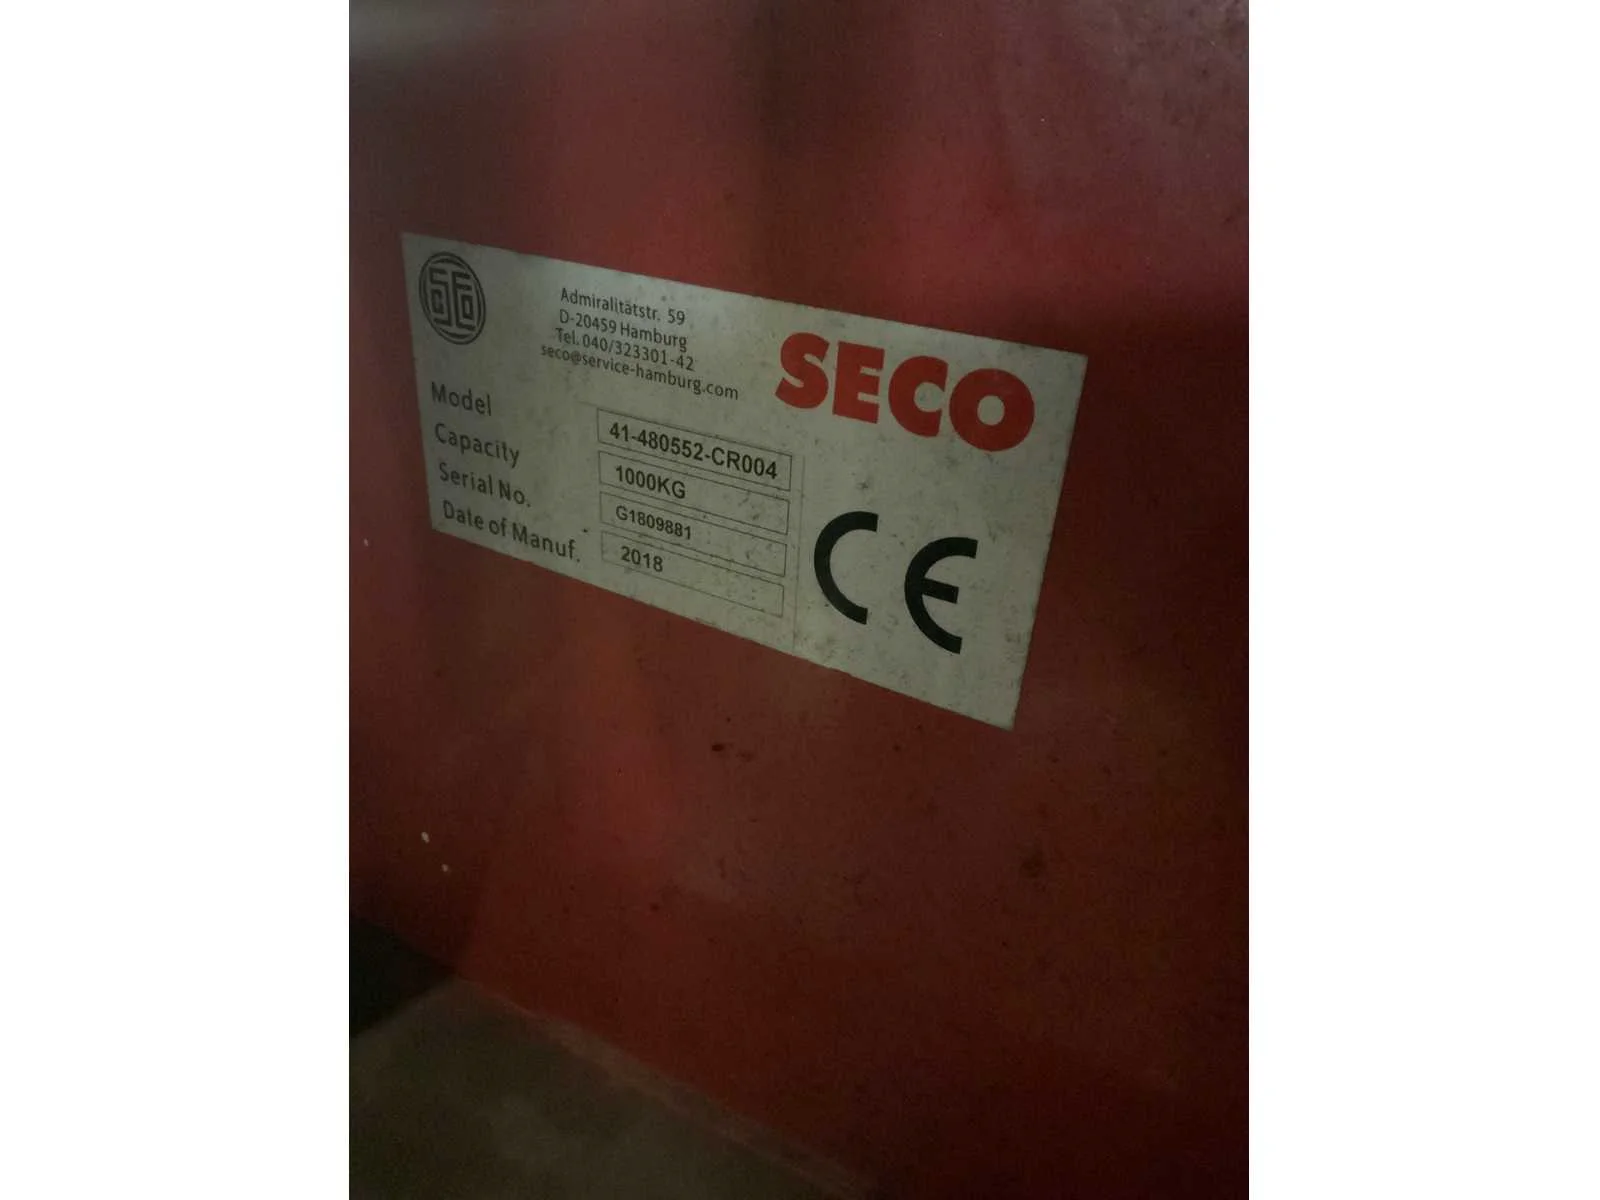 SECO
Admiralitätstr. 59
D-20459 Hamburg
Tel. 040/323301-42
seco@service-hamburg.com
SECO
Model 41-480552-CR004
Capacity 1000KG
Serial No. G1809881
Date of Manuf. 2018
CE